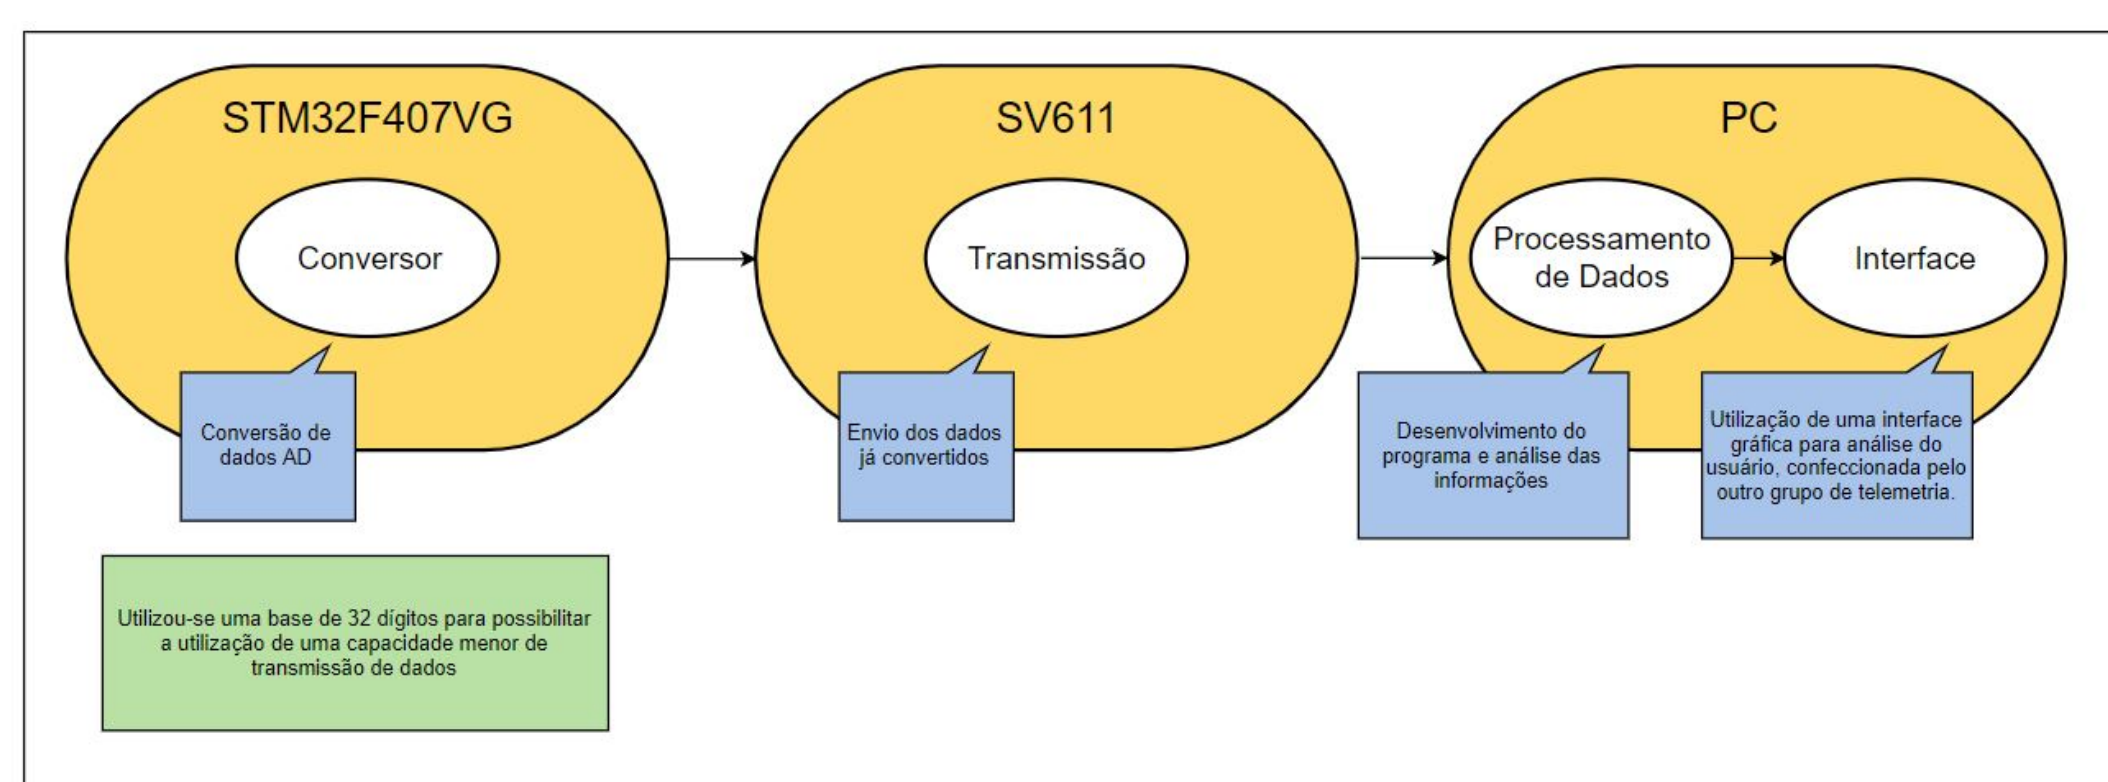 STM32F407VG
Conversor
Conversão de
dados AD
Utilizou-se uma base de 32 dígitos para possibilitar
a utilização de uma capacidade menor de
transmissão de dados
SV611
Transmissão
Envio dos dados
já convertidos
PC
Processamento
de Dados
Interface
Desenvolvimento do
programa e análise das
informações
Utilização de uma interface
gráfica para análise do
usuário, confeccionada pelo
outro grupo de telemetria.